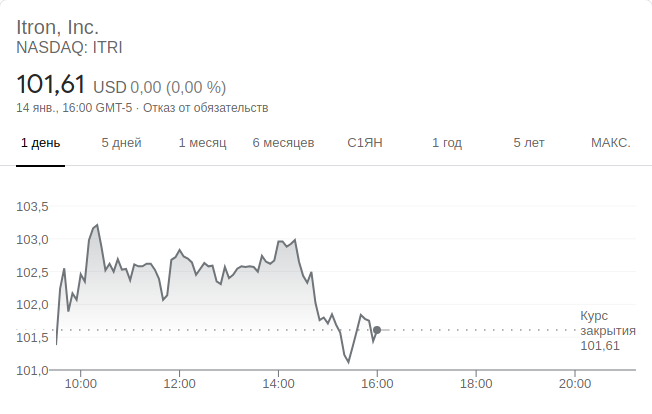 Itron, Inc.
NASDAQ: ITRI
101,61 USD 0,00 (0,00 %)
14 янв., 16:00 GMT-5 · Отказ от обязательств
1 день 5 дней 1 месяц 6 месяцев С1ЯН 1 год 5 лет МАКС.
103,5
103,0
102,5
102,0
101,5
101,0
Курс
закрытия
101,61
10:00 12:00 14:00 16:00 18:00 20:00